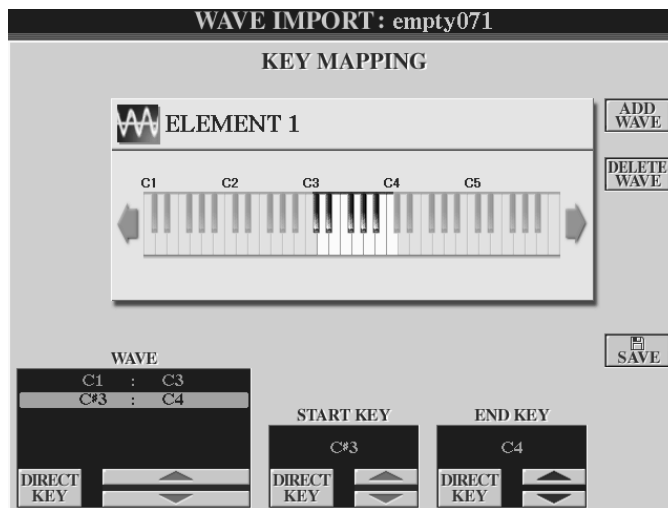 WAVE IMPORT: empty071
KEY MAPPING
ELEMENT 1
ADD
WAVE
DELETE
WAVE
C1 C2 C3 C4 C5
SAVE
WAVE
C1 : C3
C#3 : C4
START KEY
END KEY
C#3
C4
DIRECT
KEY
DIRECT
KEY
DIRECT
KEY